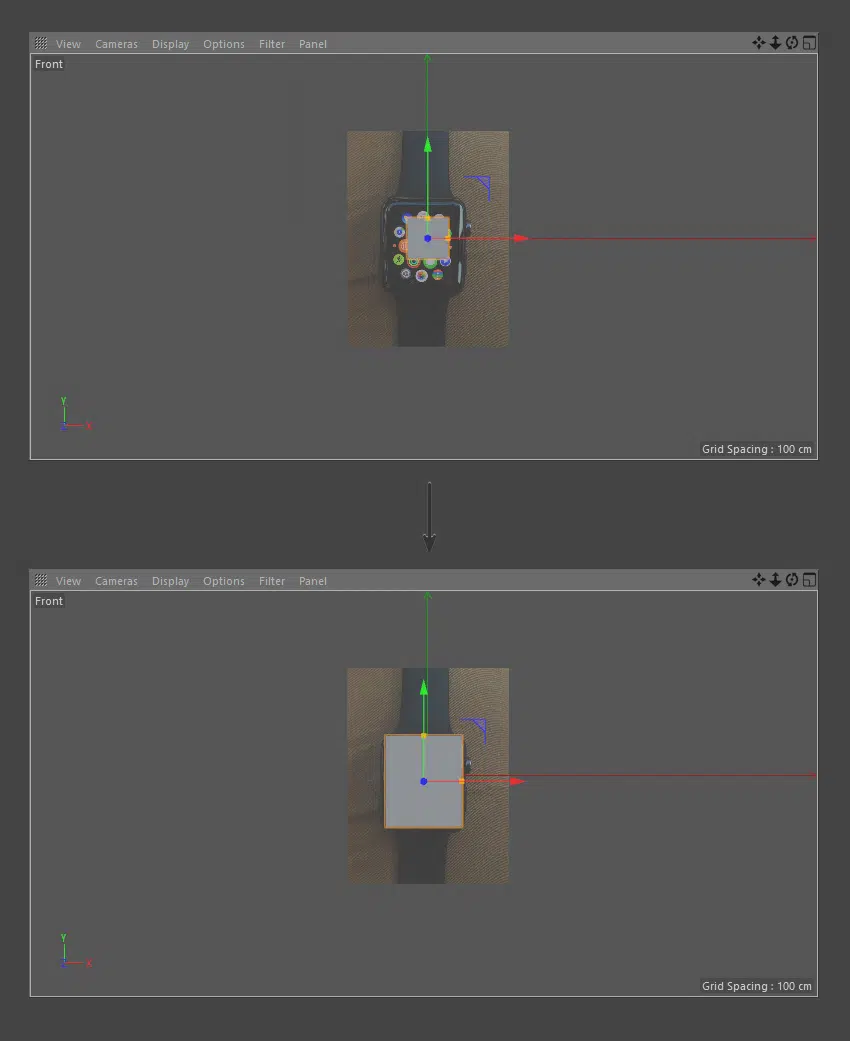 View Cameras Display Options Filter Panel
Front
Y
X
Z
Grid Spacing : 100 cm
View Cameras Display Options Filter Panel
Front
Y
X
Z
Grid Spacing : 100 cm